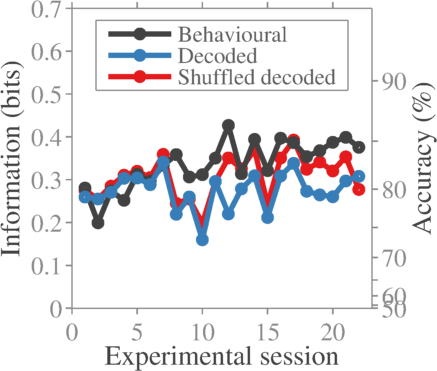 0.7
0.6
0.5
0.4
0.3
0.2
0.1
0
Information (bits)
Behavioural
Decoded
Shuffled decoded
90
80
70
60
50
Accuracy (%)
0 5 10 15 20
Experimental session